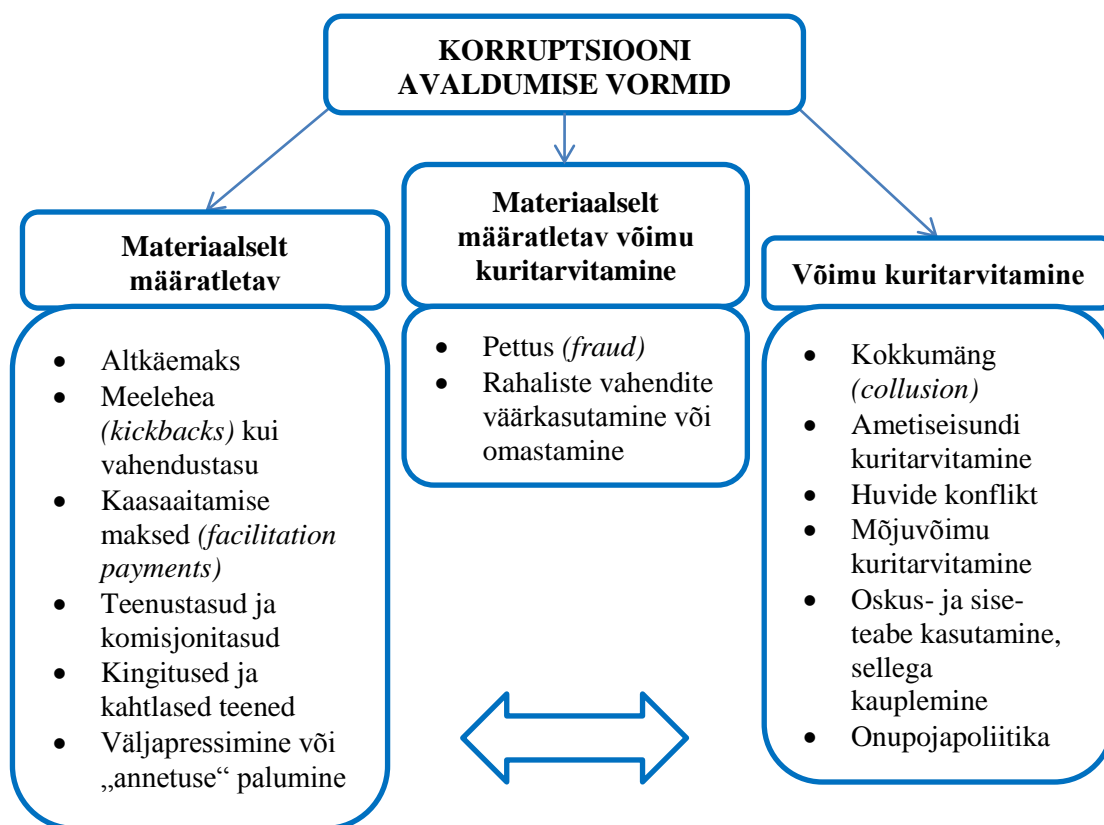 KORRUPTSIOONI
AVALDUMISE VORMID
Materiaalselt
määratletav
• Altkäemaks
• Meelehea
(kickbacks) kui
vahendustasu
• Kaasaaitamise
maksed (facilitation
payments)
• Teenustasud ja
komisjonitasud
• Kingitused ja
kahtlased teened
• Väljapressimine või
„annetuse“ palumine
Materiaalselt
määratletav võimu
kuritarvitamine
• Pettus (fraud)
• Rahaliste vahendite
väärkasutamine või
omastamine
Võimu kuritarvitamine
• Kokkumäng
(collusion)
• Ametiseisundi
kuritarvitamine
• Huvide konflikt
• Mõjuvõimu
kuritarvitamine
• Oskus- ja sise-
teabe kasutamine,
sellega
kauplemine
• Onupojapoliitika